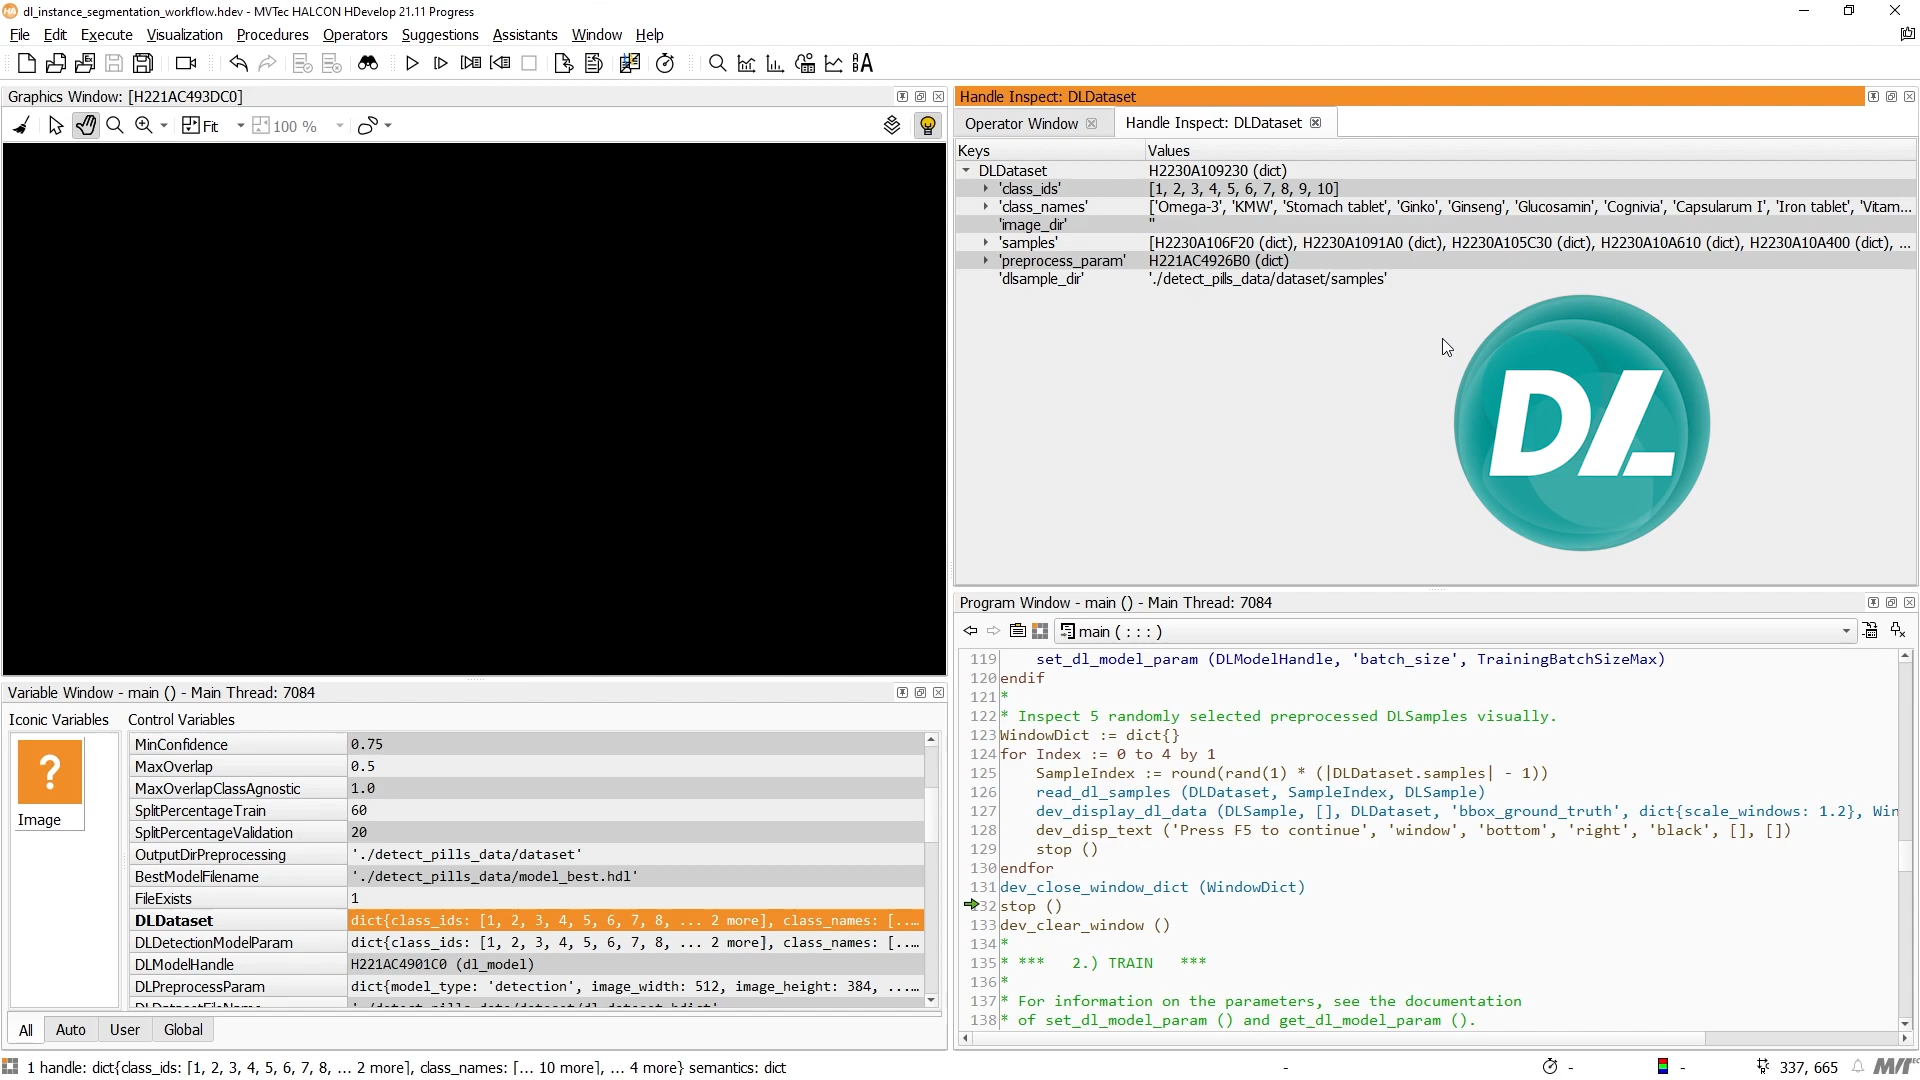 dl_instance_segmentation_workflow.hdev - MVTec HALCON HDevelop 21.11 Progress
File Edit Execute Visualization Procedures Operators Suggestions Assistants Window Help
Graphics Window: [H221AC493DC0]
Fit 100 %
Handle Inspect: DLDataset
Operator Window Handle Inspect: DLDataset
Keys Values
DLDataset H2230A109230 (dict)
'class_ids' [1, 2, 3, 4, 5, 6, 7, 8, 9, 10]
'class_names' ['Omega-3', 'KMW', 'Stomach tablet', 'Ginko', 'Ginseng', 'Glucosamin', 'Cognivia', 'Capsularum I', 'Iron tablet', 'Vitam...
'image_dir' ''
'samples' [H2230A106F20 (dict), H2230A1091A0 (dict), H2230A105C30 (dict), H2230A10A610 (dict), H2230A10A400 (dict), ...
'preprocess_param' H221AC4926B0 (dict)
'dlsample_dir' './detect_pills_data/dataset/samples'
DL
Program Window - main () - Main Thread: 7084
main ( : : : )
119 set_dl_model_param (DLModelHandle, 'batch_size', TrainingBatchSizeMax)
120 endif
121 *
122 * Inspect 5 randomly selected preprocessed DLSamples visually.
123 WindowDict := dict{}
124 for Index := 0 to 4 by 1
125 SampleIndex := round(rand(1) * (|DLDataset.samples| - 1))
126 read_dl_samples (DLDataset, SampleIndex, DLSample)
127 dev_display_dl_data (DLSample, [], DLDataset, 'bbox_ground_truth', dict{scale_windows: 1.2}, Win
128 dev_disp_text ('Press F5 to continue', 'window', 'bottom', 'right', 'black', [], [])
129 stop ()
130 endfor
131 dev_close_window_dict (WindowDict)
132 stop ()
133 dev_clear_window ()
134 *
135 * *** 2.) TRAIN ***
136 *
137 * For information on the parameters, see the documentation
138 * of set_dl_model_param () and get_dl_model_param ().
Variable Window - main () - Main Thread: 7084
Iconic Variables Control Variables
Image
MinConfidence 0.75
MaxOverlap 0.5
MaxOverlapClassAgnostic 1.0
SplitPercentageTrain 60
SplitPercentageValidation 20
OutputDirPreprocessing './detect_pills_data/dataset'
BestModelFilename './detect_pills_data/model_best.hdl'
FileExists 1
DLDataset dict{class_ids: [1, 2, 3, 4, 5, 6, 7, 8, ... 2 more], class_names: [.....
DLDetectionModelParam dict{class_ids: [1, 2, 3, 4, 5, 6, 7, 8, ... 2 more], class_names: [.....
DLModelHandle H221AC4901C0 (dl_model)
DLPreprocessParam dict{model_type: 'detection', image_width: 512, image_height: 384, .....
All Auto User Global
1 handle: dict{class_ids: [1, 2, 3, 4, 5, 6, 7, 8, ... 2 more], class_names: [... 10 more], ... 4 more} semantics: dict
- - - 337, 665